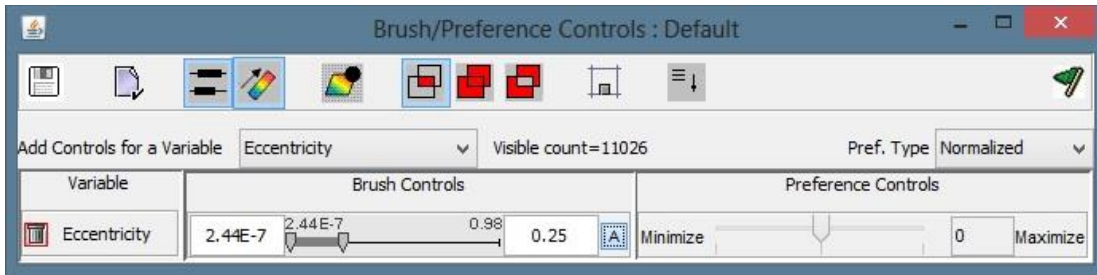 Brush/Preference Controls : Default
Add Controls for a Variable Eccentricity Visible count=11026 Pref. Type Normalized
Variable Brush Controls Preference Controls
Eccentricity 2.44E-7 2.44E-7 0.98 0.25 A Minimize 0 Maximize